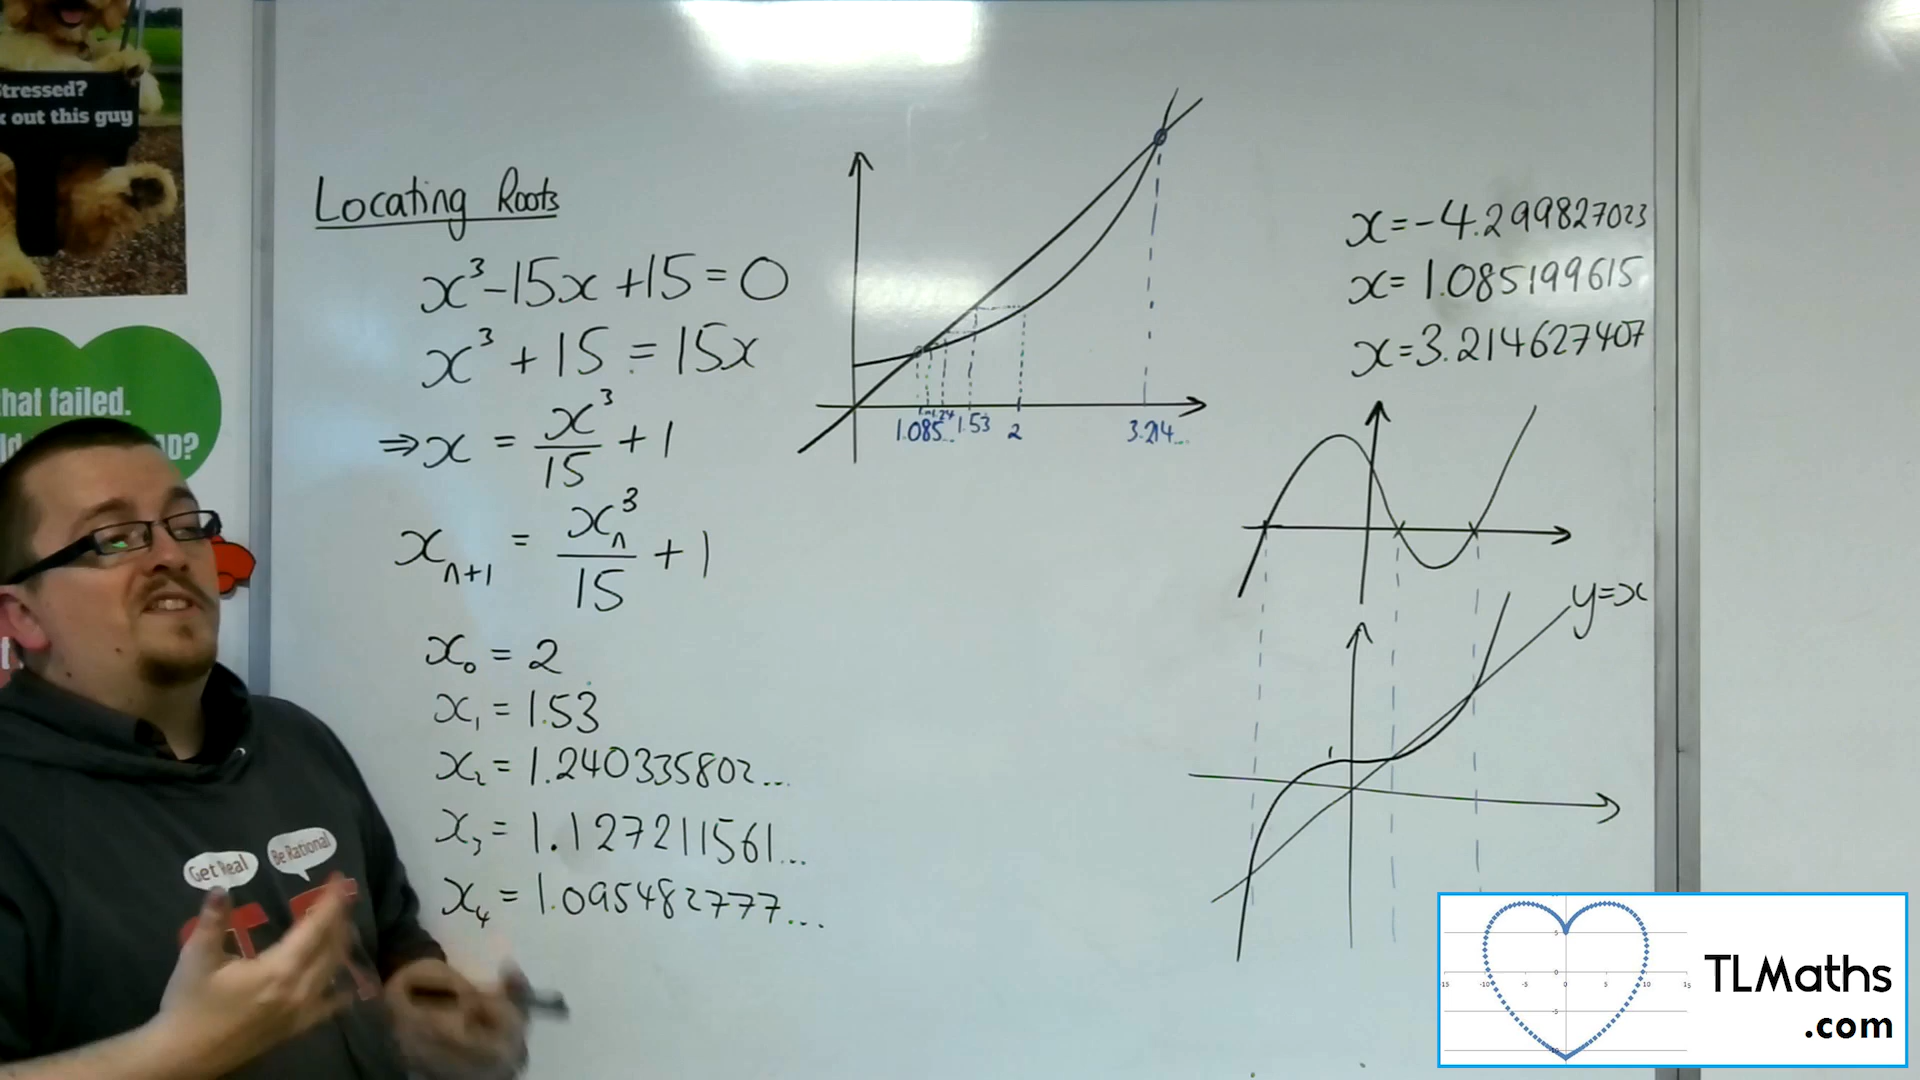 Stressed?
k out this guy
that failed.
AD?
Locating Roots
x³-15x+15=0
x³+15=15x
⇒x = x³/15 + 1
xₙ₊₁ = xₙ³/15 + 1
x₀ = 2
x₁ = 1.53
x₂ = 1.240335802...
x₃ = 1.127211561...
x₄ = 1.095482777...
1.085.. 1.24 1.53 2 3.214...
x=-4.299827023
x=1.085199615
x=3.214627407
y=x
1
Get Real
Be Rational
TLMaths
.com